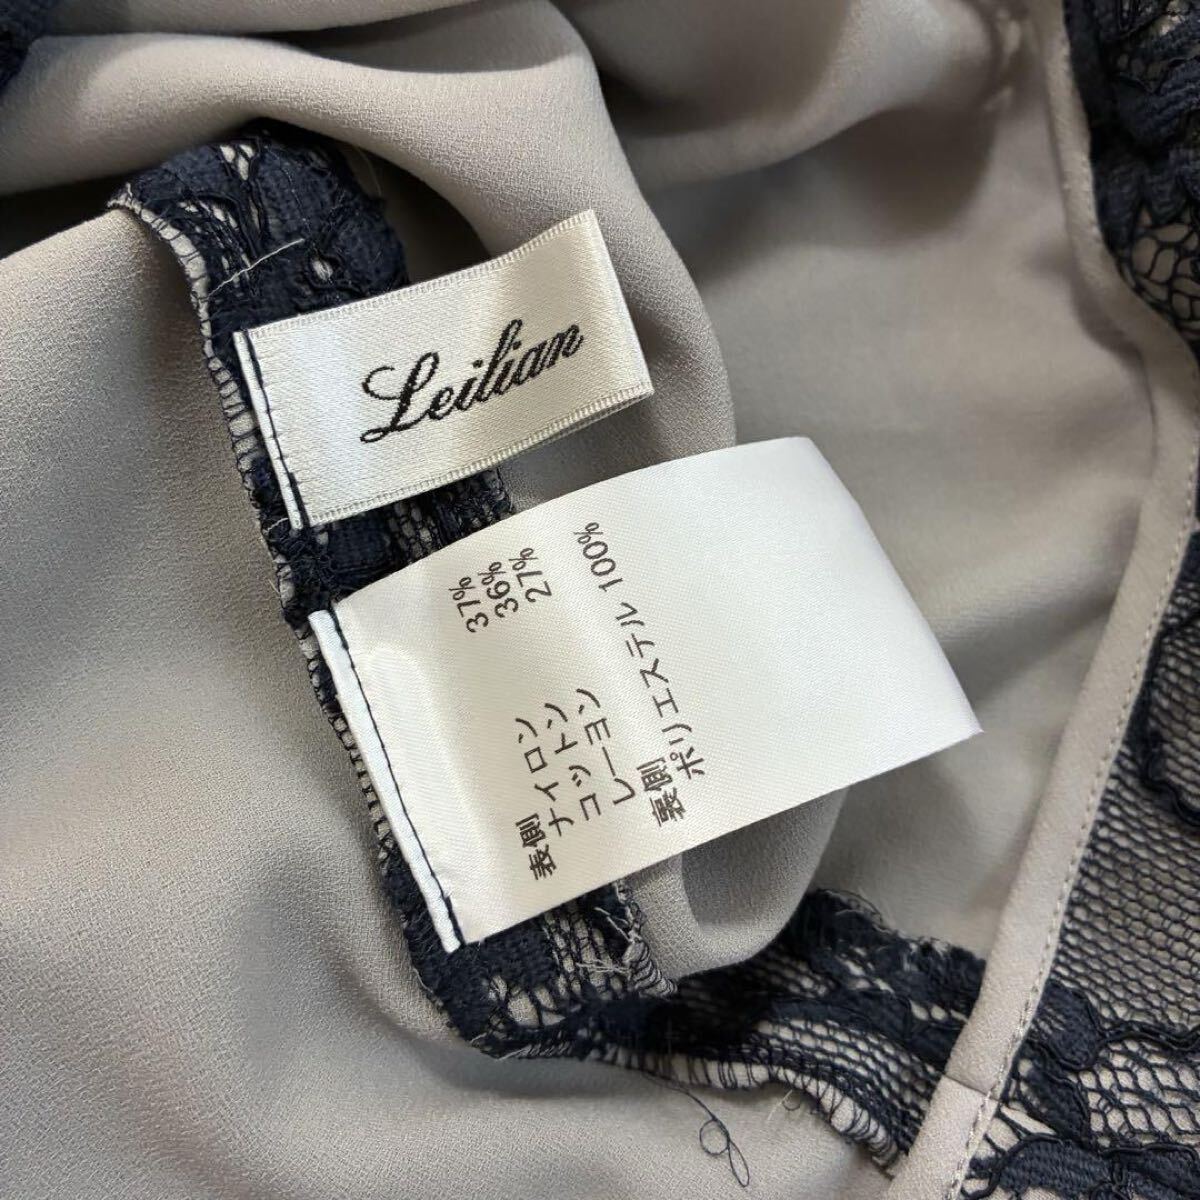 Leilian
表側
ナイロン 37%
コットン 36%
レーヨン 27%
裏側
ポリエステル 100%